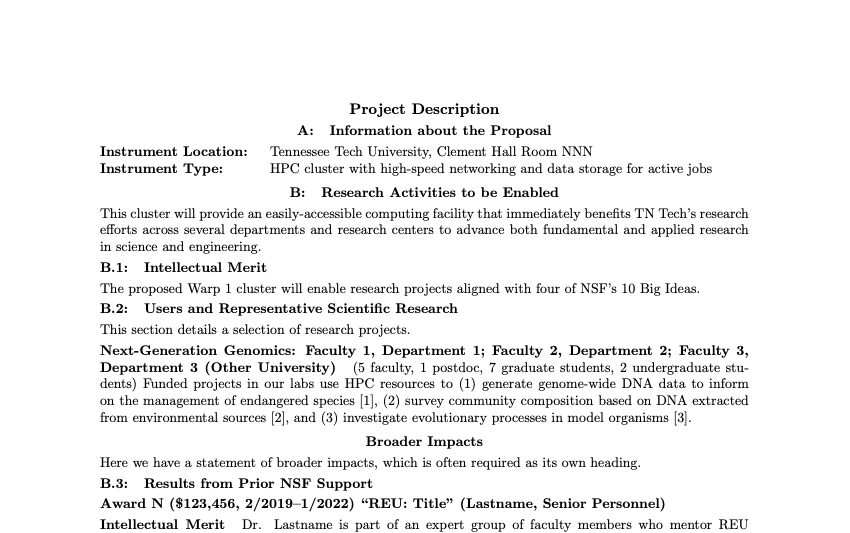 Project Description
A: Information about the Proposal
Instrument Location: Tennessee Tech University, Clement Hall Room NNN
Instrument Type: HPC cluster with high-speed networking and data storage for active jobs
B: Research Activities to be Enabled
This cluster will provide an easily-accessible computing facility that immediately benefits TN Tech's research
efforts across several departments and research centers to advance both fundamental and applied research
in science and engineering.
B.1: Intellectual Merit
The proposed Warp 1 cluster will enable research projects aligned with four of NSF's 10 Big Ideas.
B.2: Users and Representative Scientific Research
This section details a selection of research projects.
Next-Generation Genomics: Faculty 1, Department 1; Faculty 2, Department 2; Faculty 3,
Department 3 (Other University) (5 faculty, 1 postdoc, 7 graduate students, 2 undergraduate stu-
dents) Funded projects in our labs use HPC resources to (1) generate genome-wide DNA data to inform
on the management of endangered species [1], (2) survey community composition based on DNA extracted
from environmental sources [2], and (3) investigate evolutionary processes in model organisms [3].
Broader Impacts
Here we have a statement of broader impacts, which is often required as its own heading.
B.3: Results from Prior NSF Support
Award N ($123,456, 2/2019–1/2022) “REU: Title” (Lastname, Senior Personnel)
Intellectual Merit Dr. Lastname is part of an expert group of faculty members who mentor REU